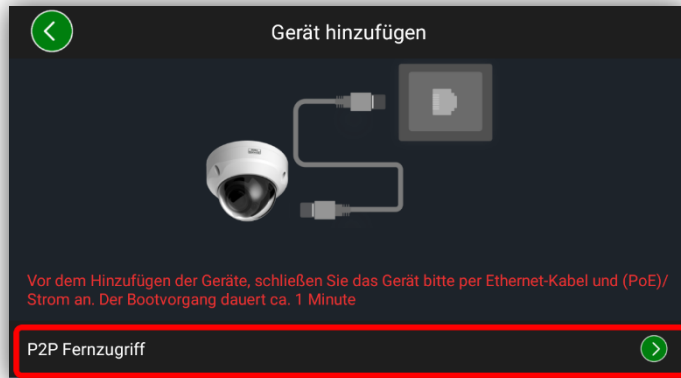 Gerät hinzufügen
Vor dem Hinzufügen der Geräte, schließen Sie das Gerät bitte per Ethernet-Kabel und (PoE)/
Strom an. Der Bootvorgang dauert ca. 1 Minute
P2P Fernzugriff